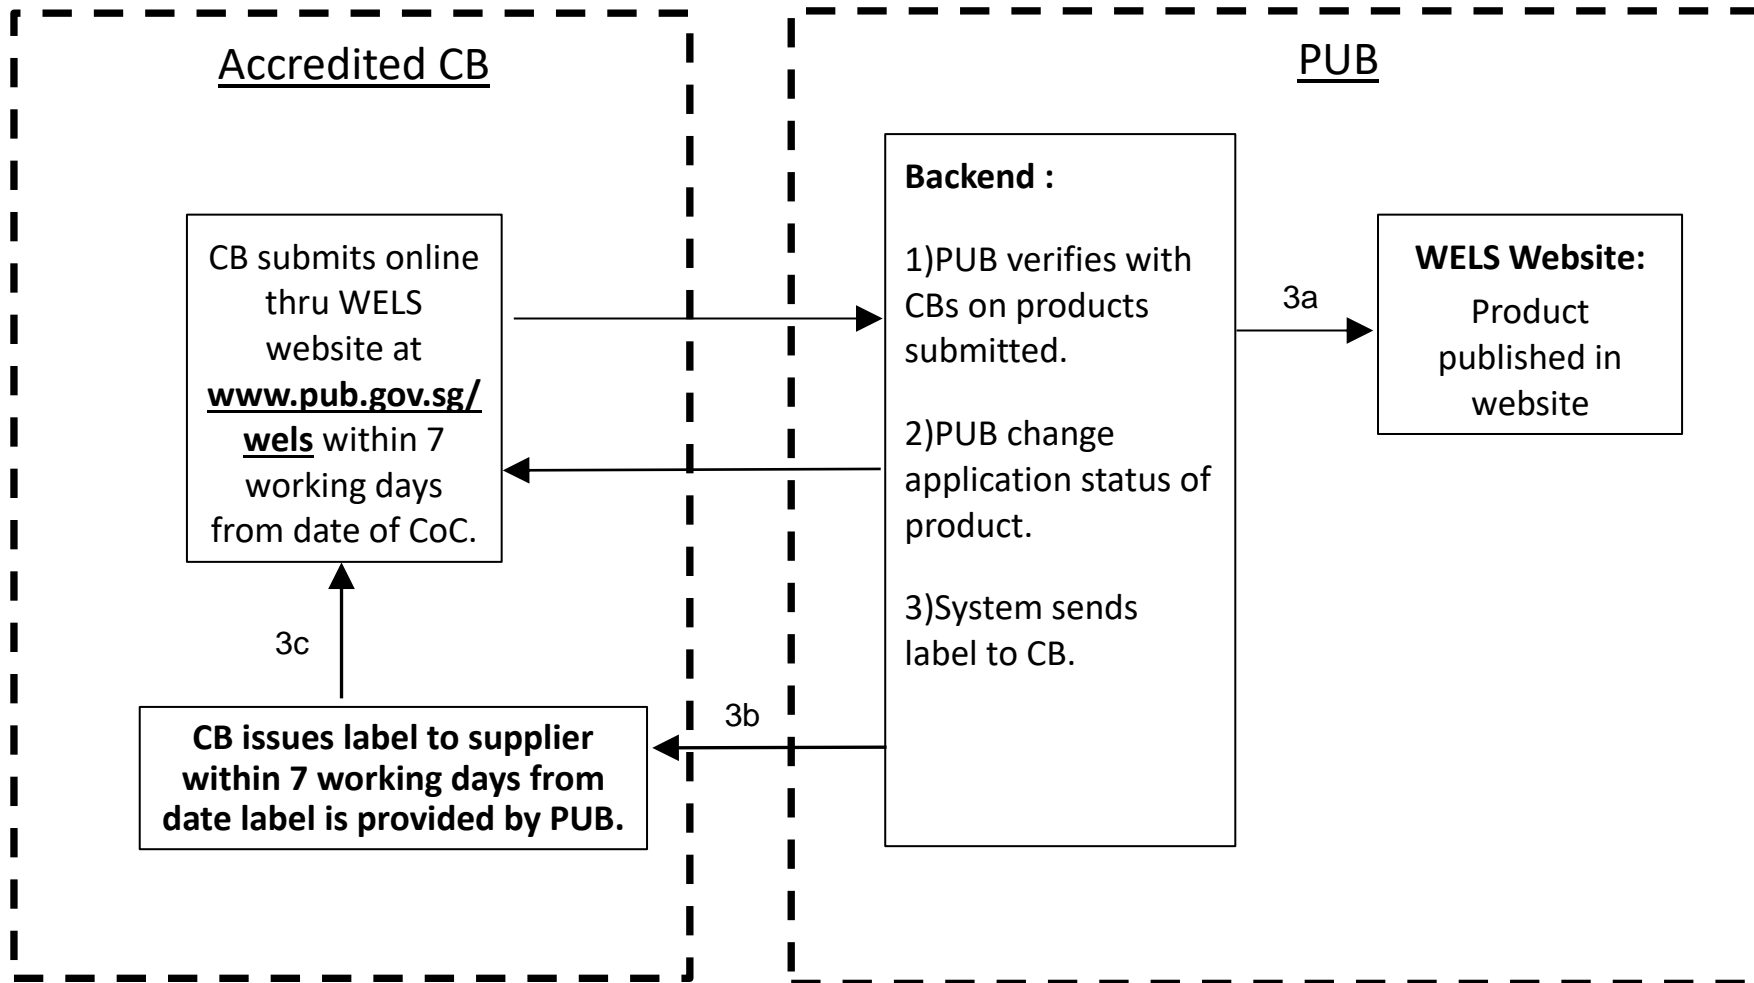 Accredited CB
CB submits online
thru WELS
website at
www.pub.gov.sg/
wels within 7
working days
from date of CoC.
3c
CB issues label to supplier
within 7 working days from
date label is provided by PUB.
3b
PUB
Backend :
1)PUB verifies with
CBs on products
submitted.
2)PUB change
application status of
product.
3)System sends
label to CB.
3a
WELS Website:
Product
published in
website